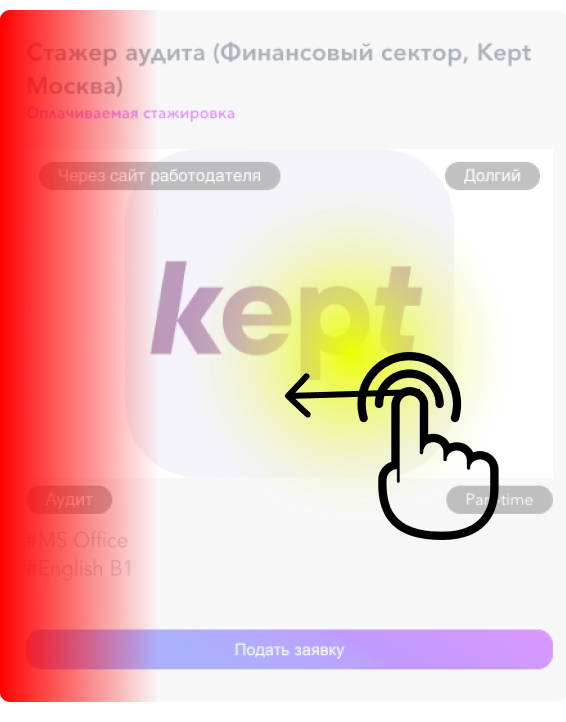 Стажер аудита (Финансовый сектор, Kept
Москва)
Оплачиваемая стажировка
Через сайт работодателя
Долгий
kept
Аудит
Part-time
#MS Office
#English B1
Подать заявку